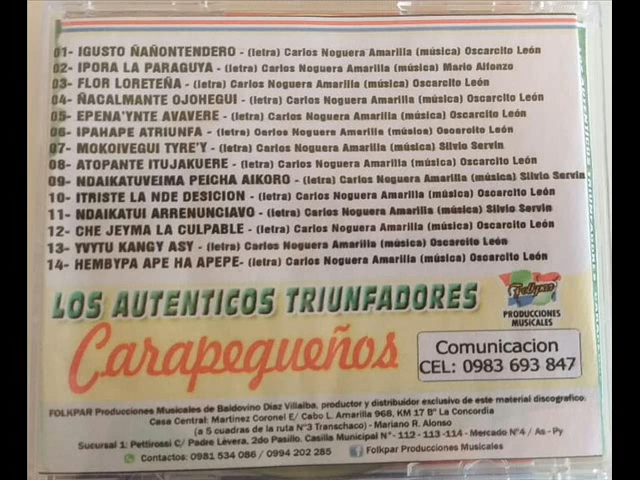 01- IGUSTO ÑAÑONTENDERO - (letra) Carlos Noguera Amarilla (música) Oscarcito León
02- IPORA LA PARAGUYA - (letra) Carlos Noguera Amarilla (música) Mario Alfonzo
03- FLOR LORETEÑA - (letra) Carlos Noguera Amarilla (música) Oscarcito León
04- ÑACALMANTE OJOHEGUI - (letra) Carlos Noguera Amarilla (música) Oscarcito León
05- EPENA'YNTE AVAVERE - (letra) Carlos Noguera Amarilla (música) Oscarcito León
06- IPAHAPE ATRIUNFA - (letra) Carlos Noguera Amarilla (música) Oscarcito León
07- MOKOIVEGUI TYRE'Y - (letra) Carlos Noguera Amarilla (música) Silvio Servin
08- ATOPANTE ITUJAKUERE - (letra) Carlos Noguera Amarilla (música) Oscarcito León
09- NDAIKATUVEIMA PEICHA AIKORO - (letra) Carlos Noguera Amarilla (música) Silvio Servin
10- ITRISTE LA NDE DESICION - (letra) Carlos Noguera Amarilla (música) Oscarcito León
11- NDAIKATUI ARRENUNCIAVO - (letra) Carlos Noguera Amarilla (música) Silvio Servin
12- CHE JEYMA LA CULPABLE - (letra) Carlos Noguera Amarilla (música) Oscarcito León
13- YVYTU KANGY ASY - (letra) Carlos Noguera Amarilla (música) Oscarcito León
14- HEMBYPA APE HA APEPE- (letra) Carlos Noguera Amarilla (música) Oscarcito León
LOS AUTENTICOS TRIUNFADORES
Carapegueños
Folkpar
PRODUCCIONES
MUSICALES
Comunicacion
CEL: 0983 693 847
FOLKPAR Producciones Musicales de Baldovino Díaz Villalba, productor y distribuidor exclusivo de este material discografico.
Casa Central: Martinez Coronel E/ Cabo L. Amarilla 968, KM 17 Bº La Concordia
(a 5 cuadras de la ruta Nº3 Transchaco) - Mariano R. Alonso
Sucursal 1: Pettirossi C/ Padre Lévera, 2do Pasillo. Casilla Municipal Nº- 112 - 113 -114 - Mercado Nº4 / As - Py
Contactos: 0981 534 086 / 0994 202 285
Folkpar Producciones Musicales